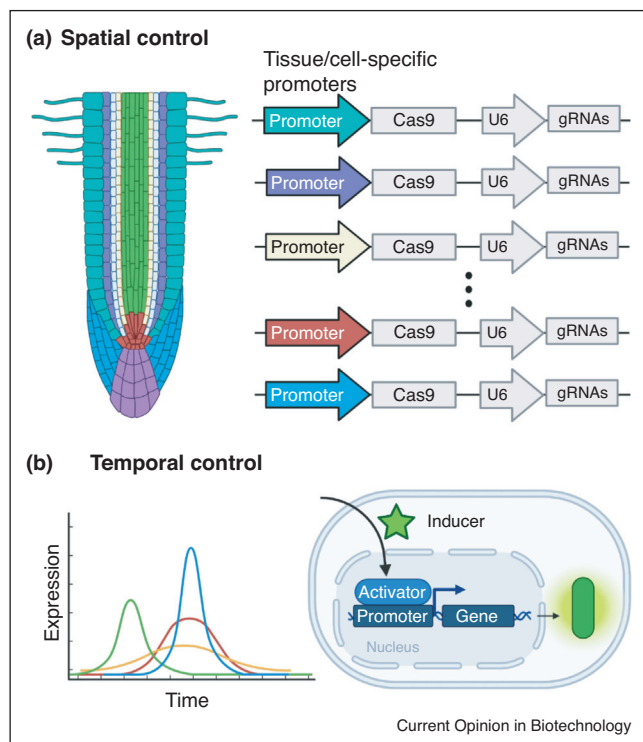 (a) Spatial control
Tissue/cell-specific
promoters
Promoter Cas9 U6 gRNAs
Promoter Cas9 U6 gRNAs
Promoter Cas9 U6 gRNAs
Promoter Cas9 U6 gRNAs
Promoter Cas9 U6 gRNAs
(b) Temporal control
Expression
Time
Inducer
Activator
Promoter Gene
Nucleus
Current Opinion in Biotechnology